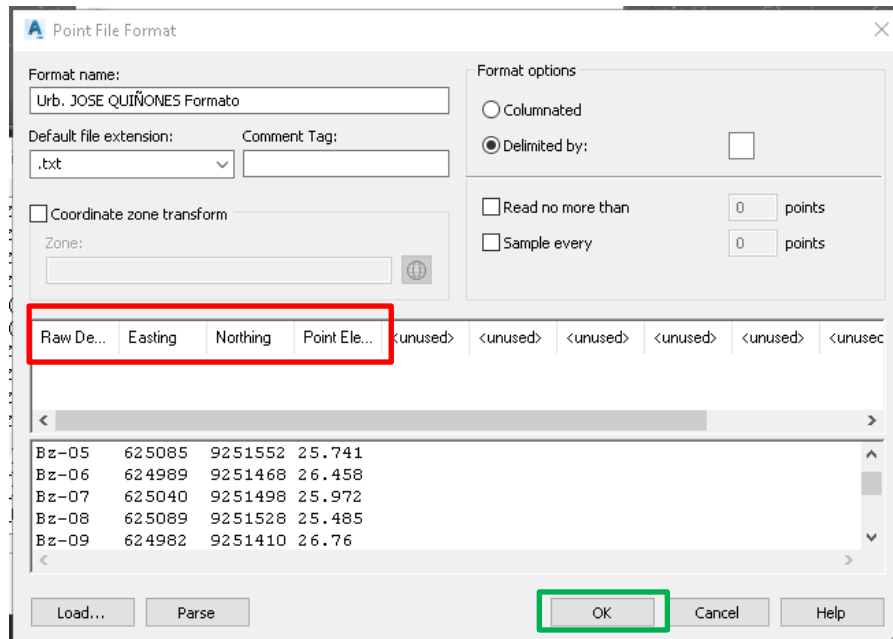 Point File Format
Format name:
Urb. JOSE QUIÑONES Formato
Default file extension:
Comment Tag:
.txt
Format options
Columnated
Delimited by:
Coordinate zone transform
Zone:
Read no more than 0 points
Sample every 0 points
Raw De... Easting Northing Point Ele... <unused> <unused> <unused> <unused> <unused> <unusec
Bz-05 625085 9251552 25.741
Bz-06 624989 9251468 26.458
Bz-07 625040 9251498 25.972
Bz-08 625089 9251528 25.485
Bz-09 624982 9251410 26.76
Load... Parse OK Cancel Help